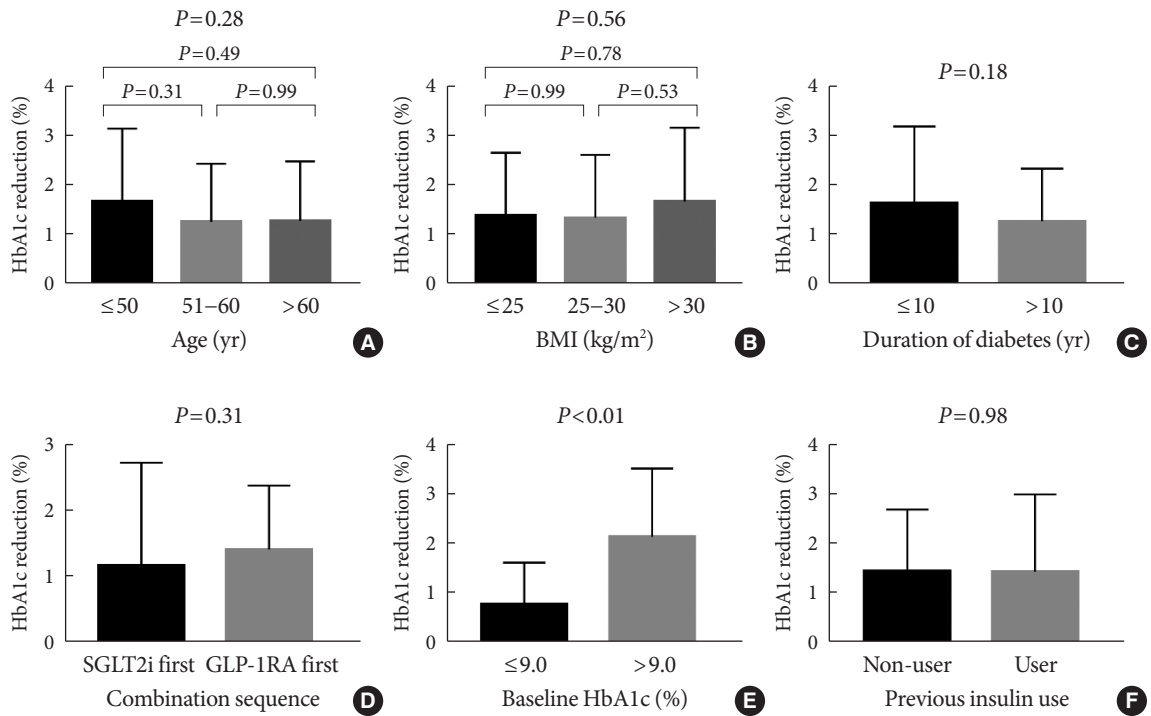 P=0.28
P=0.49
P=0.31
P=0.99
HbA1c reduction (%)
4
3
2
1
0
≤50
51–60
>60
Age (yr)
A
P=0.56
P=0.78
P=0.99
P=0.53
HbA1c reduction (%)
4
3
2
1
0
≤25
25–30
>30
BMI (kg/m²)
B
P=0.18
HbA1c reduction (%)
4
3
2
1
0
≤10
>10
Duration of diabetes (yr)
C
P=0.31
HbA1c reduction (%)
3
2
1
0
SGLT2i first
GLP-1RA first
Combination sequence
D
P<0.01
HbA1c reduction (%)
4
3
2
1
0
≤9.0
>9.0
Baseline HbA1c (%)
E
P=0.98
HbA1c reduction (%)
4
3
2
1
0
Non-user
User
Previous insulin use
F